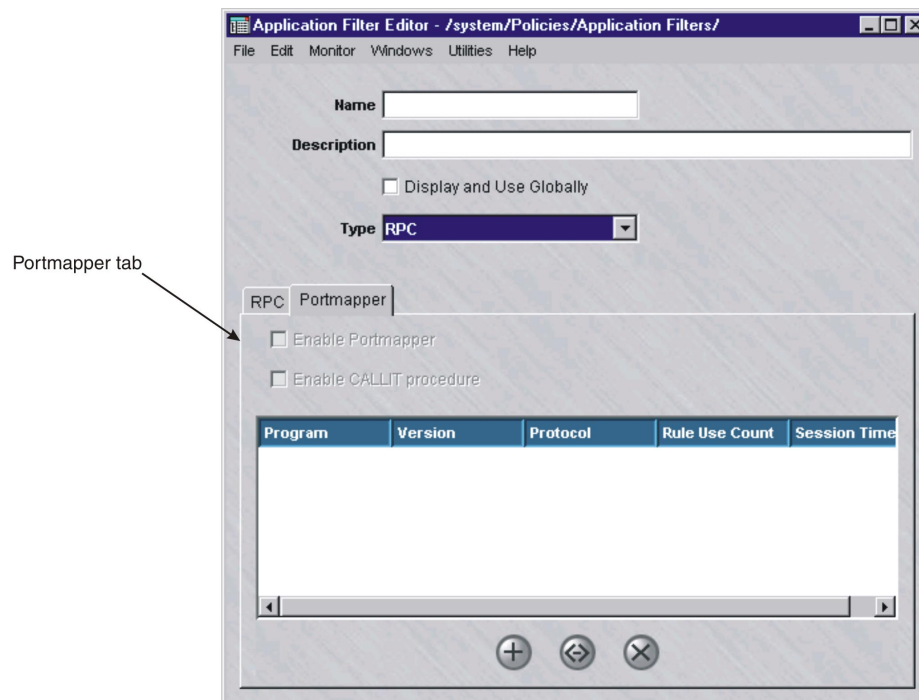 Application Filter Editor - /system/Policies/Application Filters/
File Edit Monitor Windows Utilities Help
Name
Description
Display and Use Globally
Type RPC
Portmapper tab
RPC Portmapper
Enable Portmapper
Enable CALLIT procedure
Program Version Protocol Rule Use Count Session Time